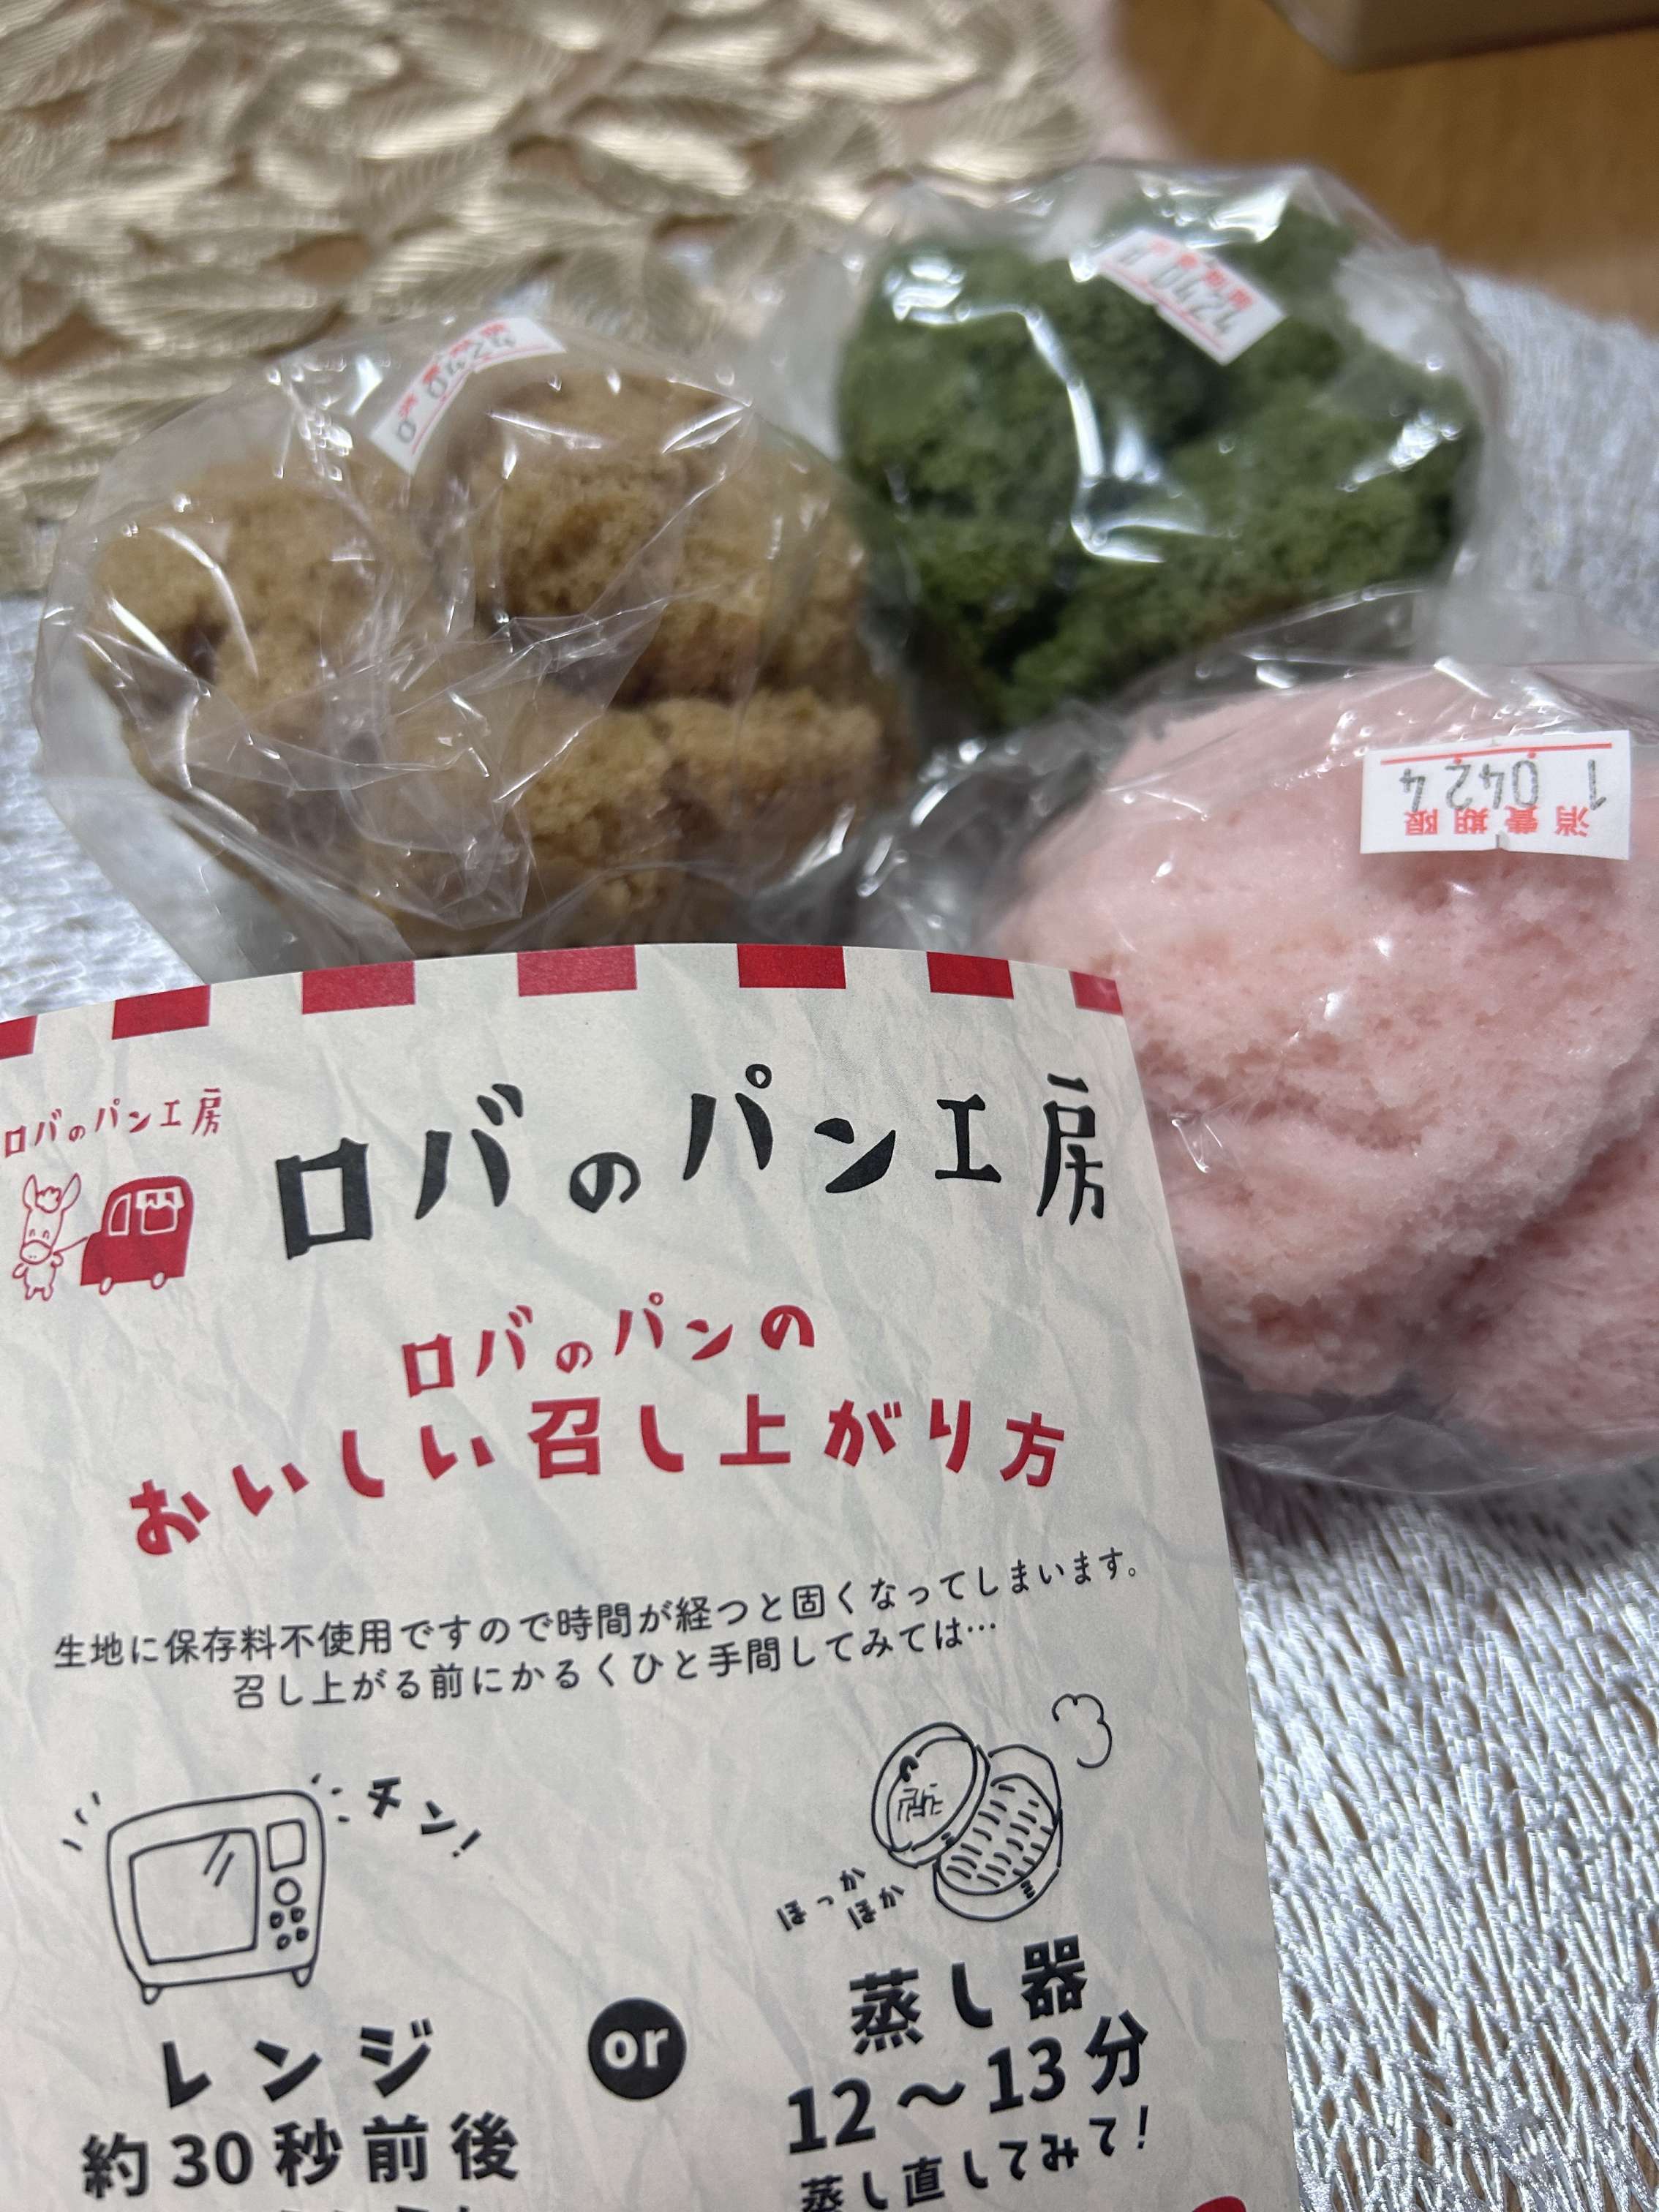 消費期限
0424
消費期限
1 0424
ロバのパン工房
ロバのパン工房
ロバのパンの
おいしい召し上がり方
生地に保存料不使用ですので時間が経つと固くなってしまいます。
召し上がる前にかるくひと手間してみては…
チン!
ほっか
ほか
レンジ
約30秒前後
or
蒸し器
12〜13分
蒸し直してみて!